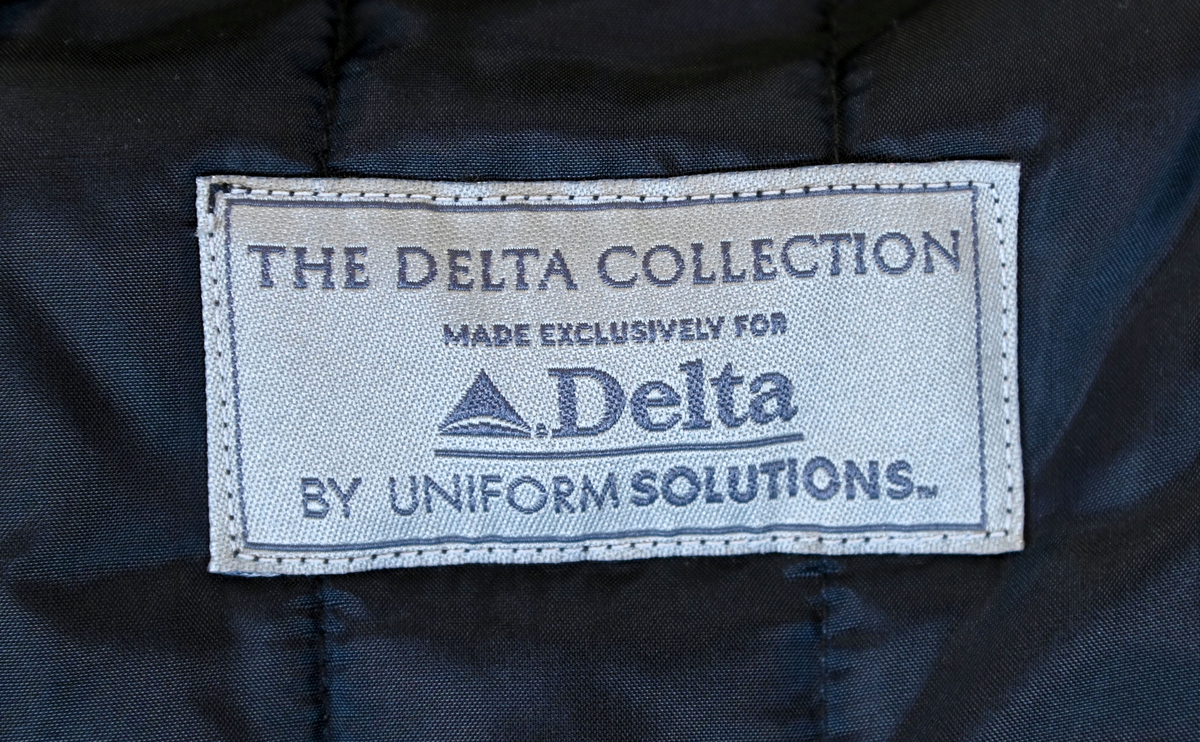 THE DELTA COLLECTION
MADE EXCLUSIVELY FOR
®Delta
BY UNIFORM SOLUTIONS™